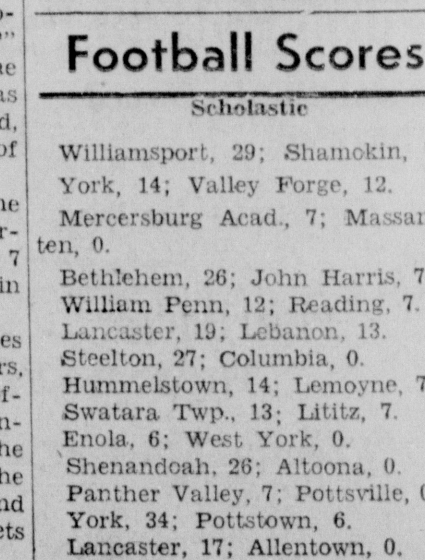 Football Scores
Scholastic
Williamsport, 29; Shamokin,
York, 14; Valley Forge, 12.
Mercersburg Acad., 7; Massan
ten, 0.
Bethlehem, 26; John Harris, 7
William Penn, 12; Reading, 7.
Lancaster, 19; Lebanon, 13.
Steelton, 27; Columbia, 0.
Hummelstown, 14; Lemoyne, 7
Swatara Twp., 13; Lititz, 7.
Enola, 6; West York, 0.
Shenandoah, 26; Altoona, 0.
Panther Valley, 7; Pottsville,
York, 34; Pottstown, 6.
Lancaster, 17; Allentown, 0.